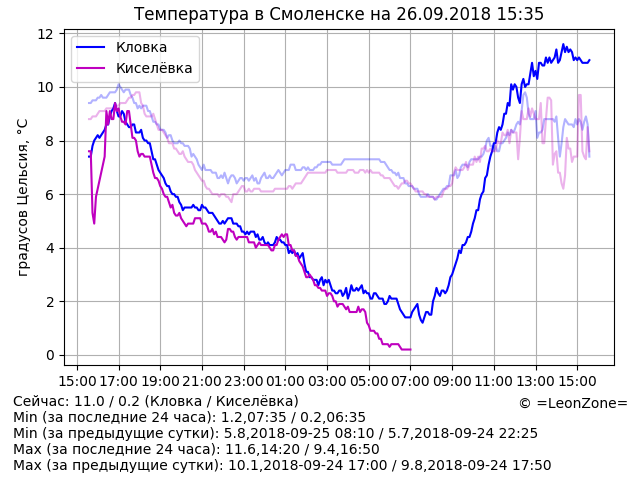 Температура в Смоленске на 26.09.2018 15:35
Кловка
Киселёвка
градусов Цельсия, °C
12
10
8
6
4
2
0
15:00 17:00 19:00 21:00 23:00 01:00 03:00 05:00 07:00 09:00 11:00 13:00 15:00
Сейчас: 11.0 / 0.2 (Кловка / Киселёвка)
© =LeonZone=
Min (за последние 24 часа): 1.2,07:35 / 0.2,06:35
Min (за предыдущие сутки): 5.8,2018-09-25 08:10 / 5.7,2018-09-24 22:25
Max (за последние 24 часа): 11.6,14:20 / 9.4,16:50
Max (за предыдущие сутки): 10.1,2018-09-24 17:00 / 9.8,2018-09-24 17:50